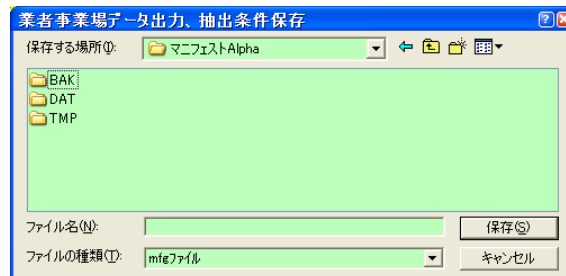 業者事業場データ出力、抽出条件保存
保存する場所(I):
マニフェストAlpha
BAK
DAT
TMP
ファイル名(N):
保存(S)
ファイルの種類(T):
mfgファイル
キャンセル